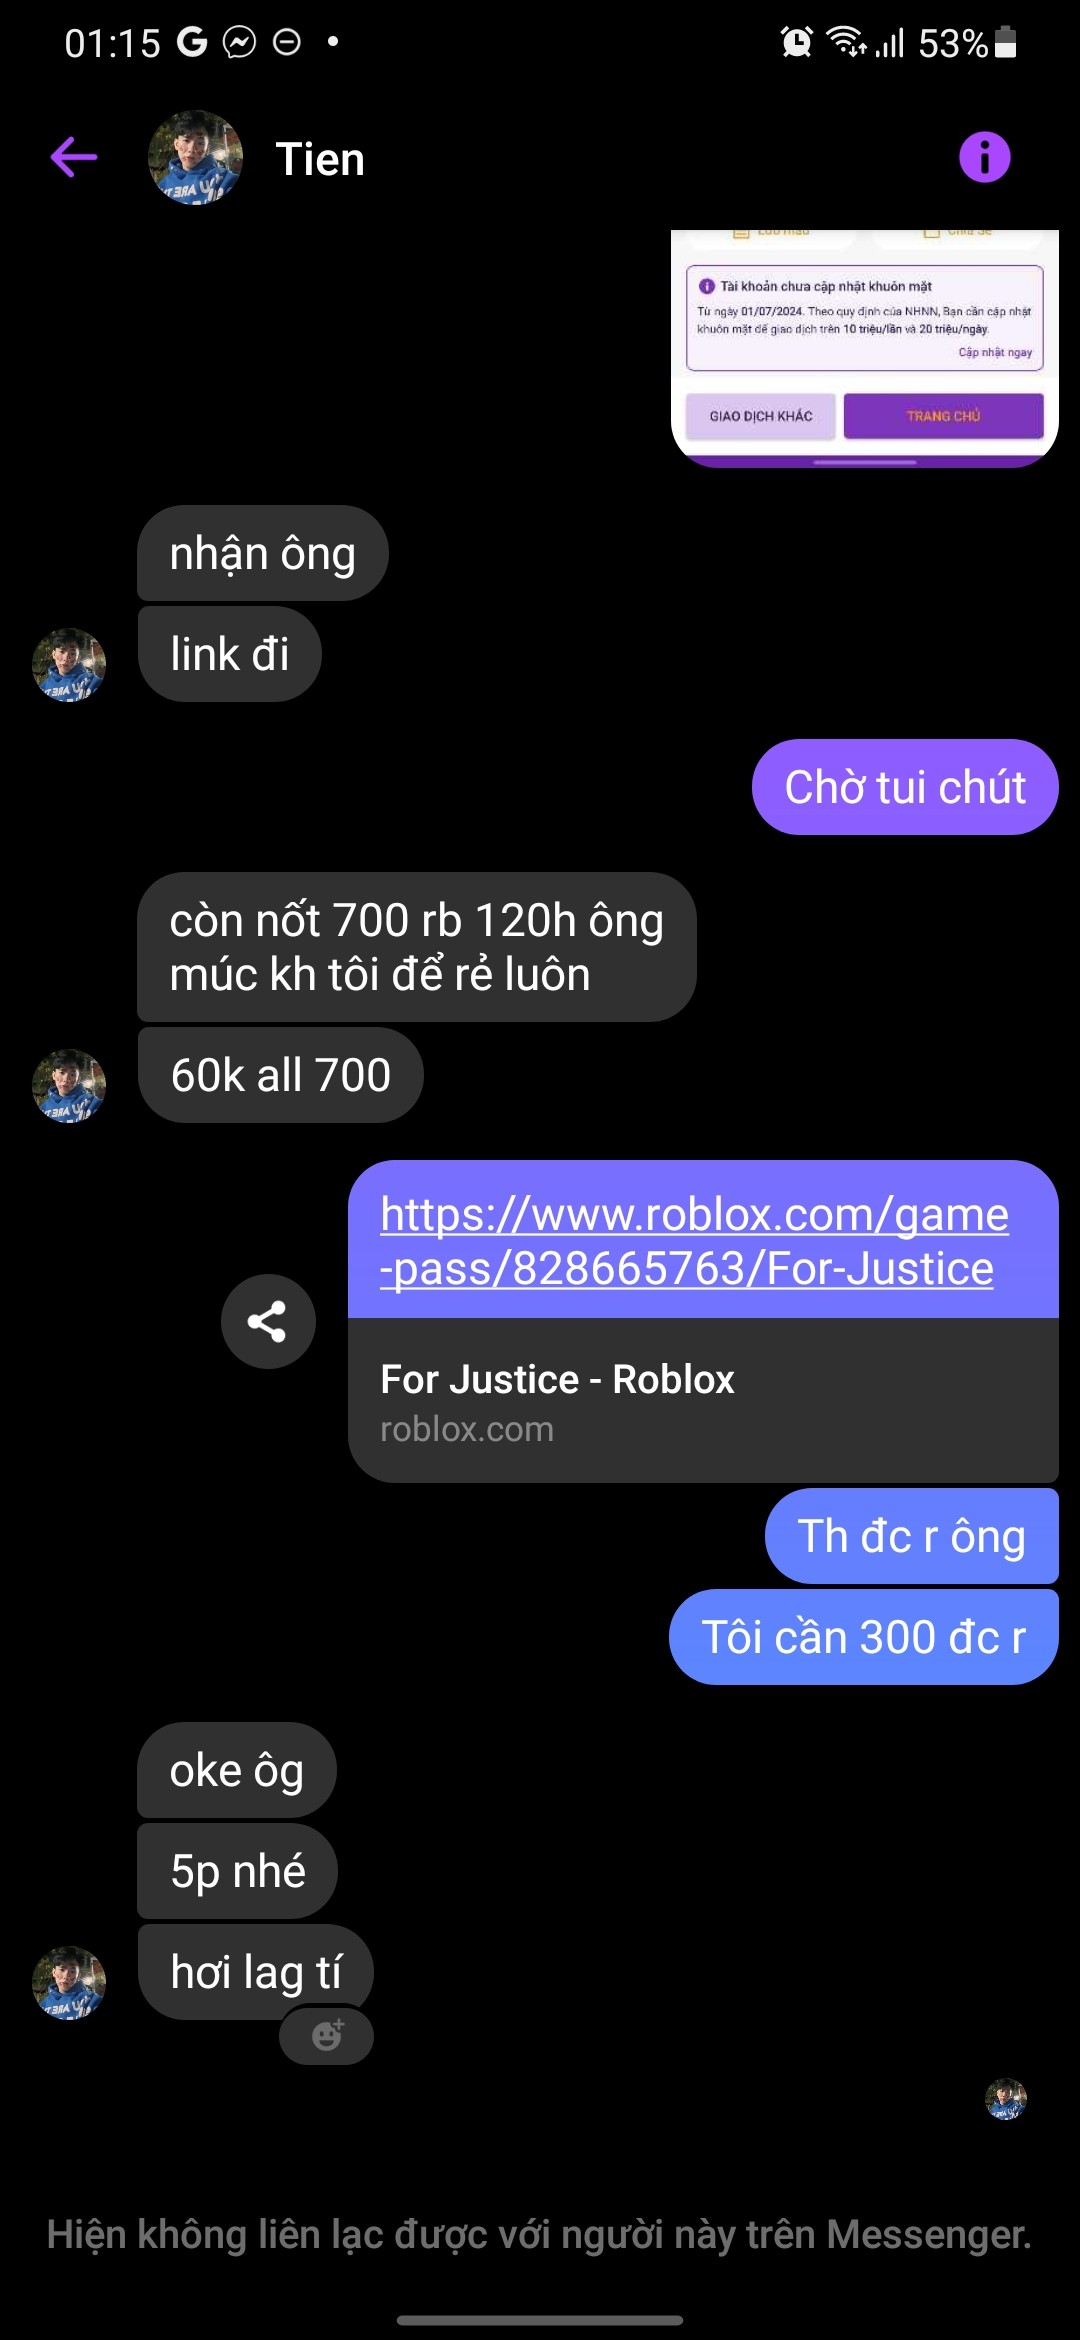 01:15
53%
Tien
Lưu mẫu
Chia sẻ
Tài khoản chưa cập nhật khuôn mặt
Từ ngày 01/07/2024. Theo quy định của NHNN, Bạn cần cập nhật
khuôn mặt để giao dịch trên 10 triệu/lần và 20 triệu/ngày.
Cập nhật ngay
GIAO DỊCH KHÁC
TRANG CHỦ
nhận ông
link đi
Chờ tui chút
còn nốt 700 rb 120h ông
múc kh tôi để rẻ luôn
60k all 700
https://www.roblox.com/game
-pass/828665763/For-Justice
For Justice - Roblox
roblox.com
Th đc r ông
Tôi cần 300 đc r
oke ôg
5p nhé
hơi lag tí
Hiện không liên lạc được với người này trên Messenger.